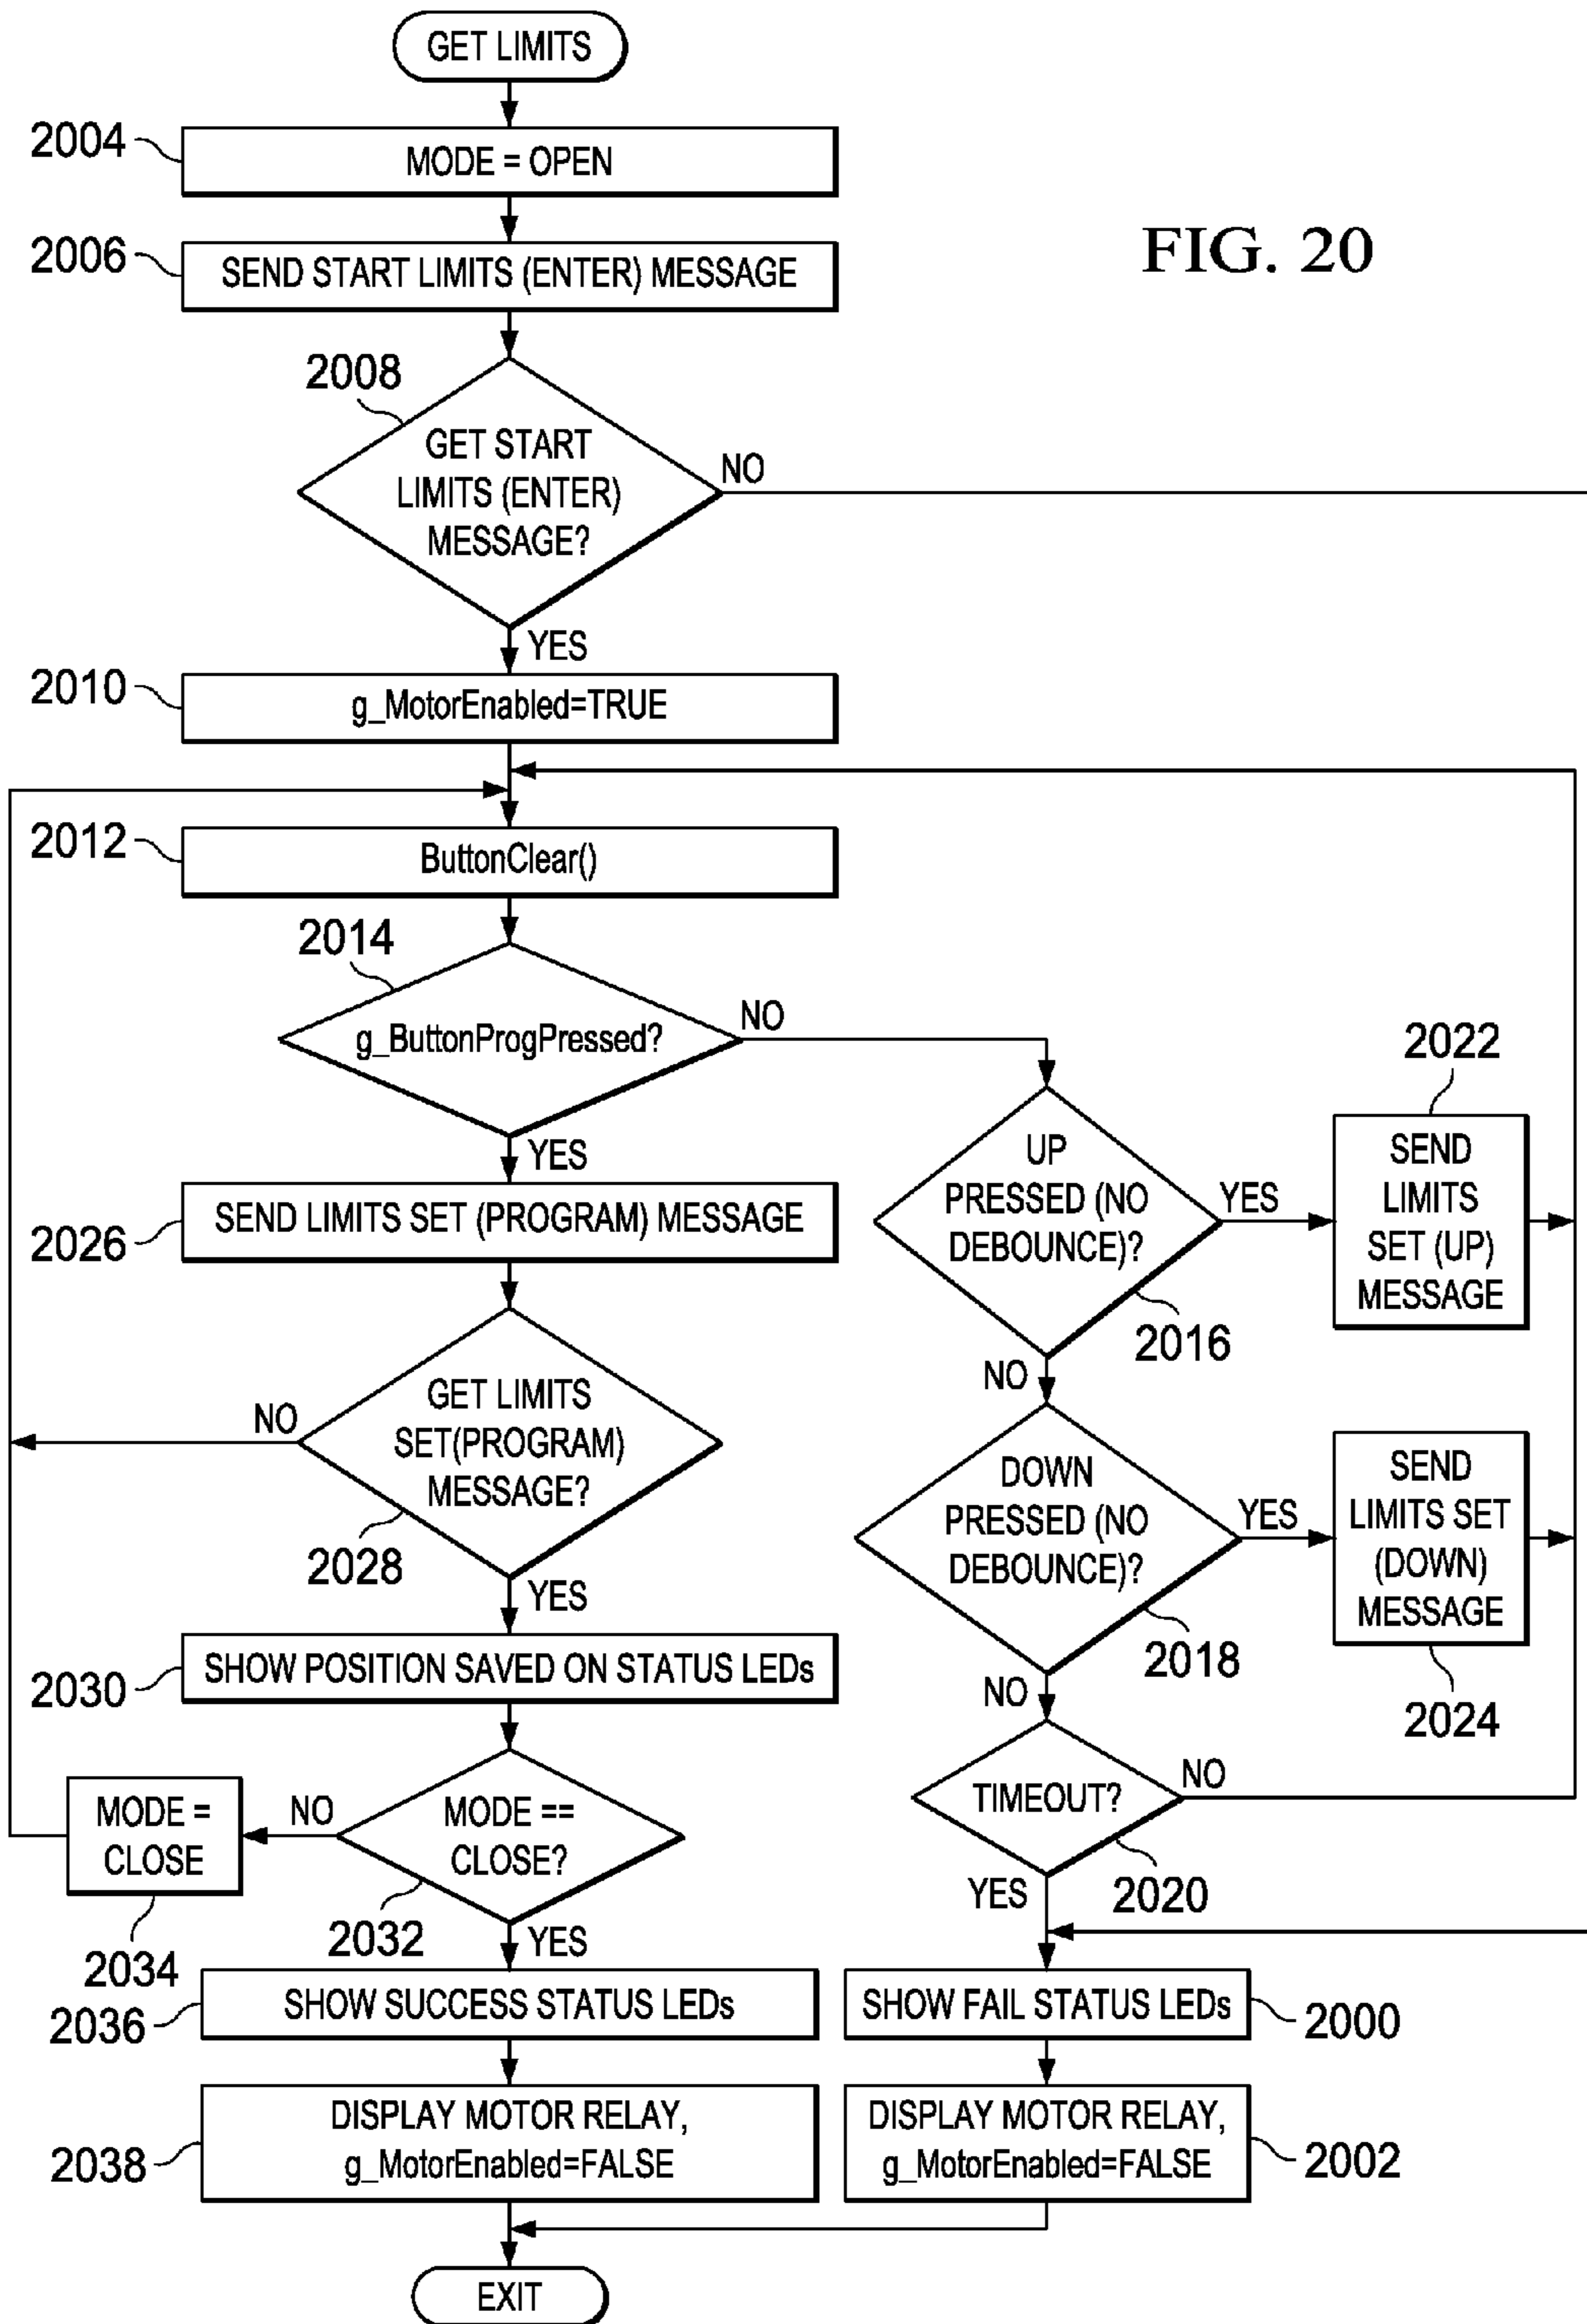 GET LIMITS
2004
MODE = OPEN
2006
SEND START LIMITS (ENTER) MESSAGE
FIG. 20
2008
GET START
LIMITS (ENTER)
MESSAGE?
NO
YES
2010
g_MotorEnabled=TRUE
2012
ButtonClear()
2014
g_ButtonProgPressed?
NO
YES
2026
SEND LIMITS SET (PROGRAM) MESSAGE
UP
PRESSED (NO
DEBOUNCE)?
2016
YES
NO
2022
SEND
LIMITS
SET (UP)
MESSAGE
GET LIMITS
SET(PROGRAM)
MESSAGE?
2028
NO
YES
DOWN
PRESSED (NO
DEBOUNCE)?
2018
YES
NO
SEND
LIMITS SET
(DOWN)
MESSAGE
2024
2030
SHOW POSITION SAVED ON STATUS LEDs
TIMEOUT?
2020
NO
YES
MODE ==
CLOSE?
2032
NO
YES
MODE =
CLOSE
2034
2036
SHOW SUCCESS STATUS LEDs
SHOW FAIL STATUS LEDs
2000
2038
DISPLAY MOTOR RELAY,
g_MotorEnabled=FALSE
DISPLAY MOTOR RELAY,
g_MotorEnabled=FALSE
2002
EXIT